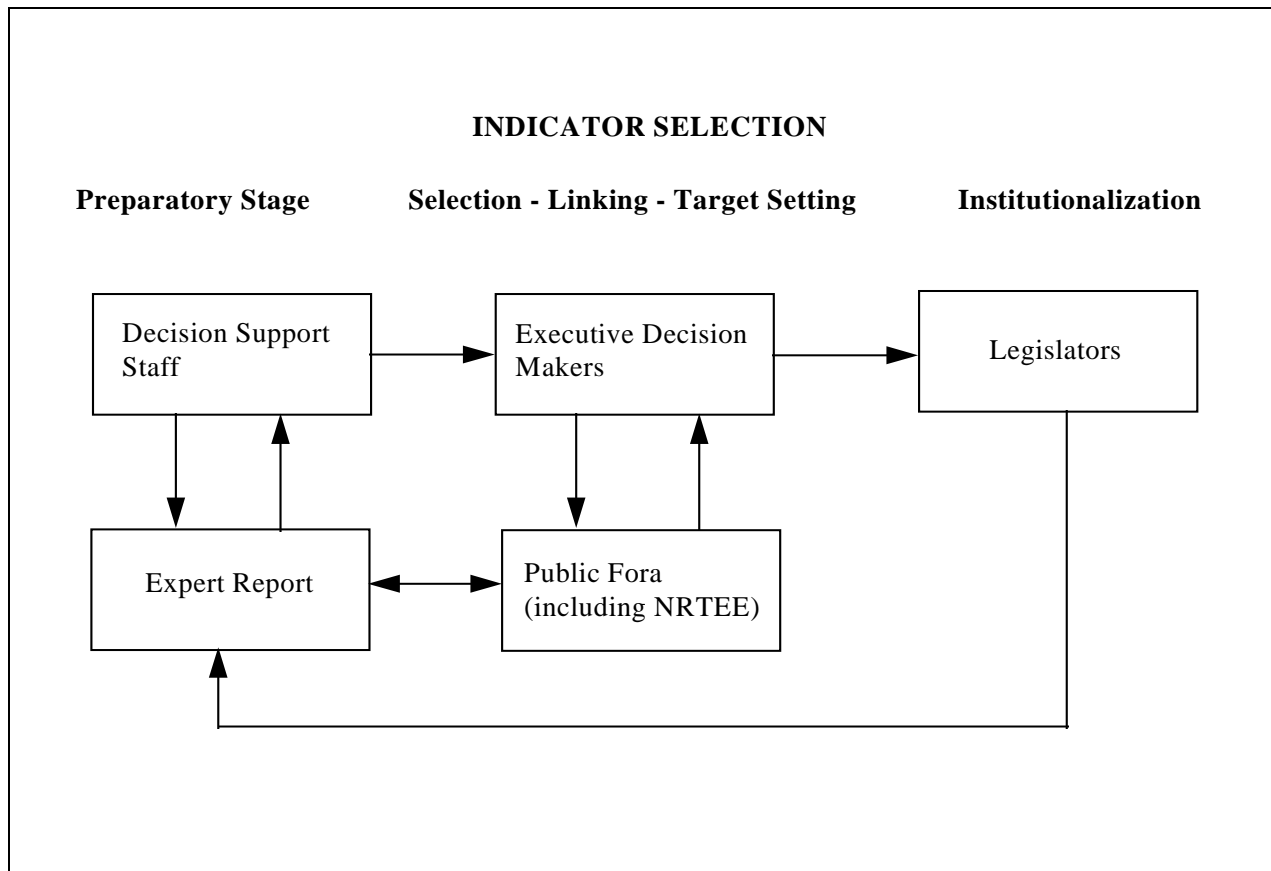 INDICATOR SELECTION
Preparatory Stage
Selection - Linking - Target Setting
Institutionalization
Decision Support
Staff
Executive Decision
Makers
Legislators
Expert Report
Public Fora
(including NRTEE)